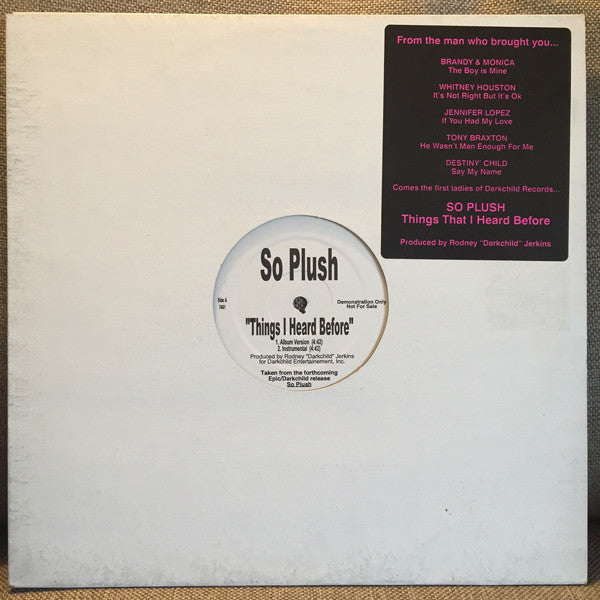 From the man who brought you...
BRANDY & MONICA
The Boy is Mine
WHITNEY HOUSTON
It's Not Right But It's Ok
JENNIFER LOPEZ
If You Had My Love
TONY BRAXTON
He Wasn't Man Enough For Me
DESTINY' CHILD
Say My Name
Comes the first ladies of Darkchild Records...
SO PLUSH
Things That I Heard Before
Produced by Rodney "Darkchild" Jerkins
So Plush
Side A
7401
Demonstration Only
Not For Sale
"Things I Heard Before"
1. Album Version (4:42)
2. Instrumental (4:42)
Produced by Rodney "Darkchild" Jerkins
for Darkchild Entertainement, Inc.
Taken from the forthcoming
Epic/Darkchild release
So Plush